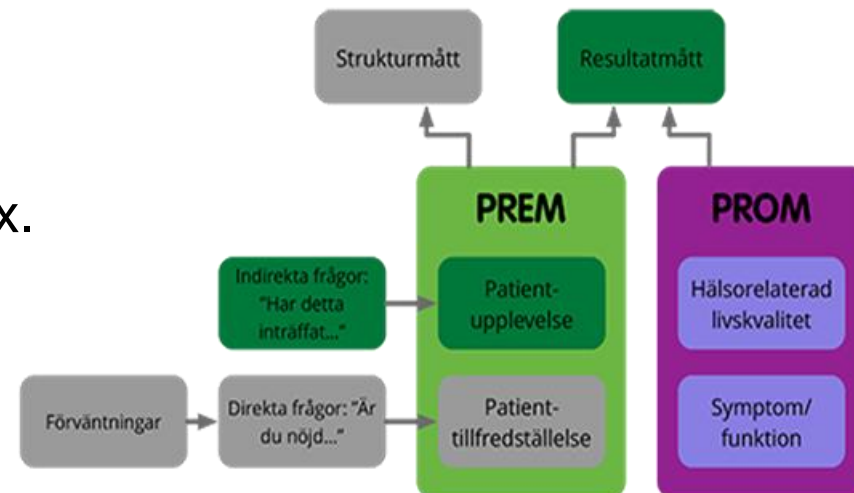 Strukturmått
Resultatmått
x.
PREM
PROM
Indirekta frågor:
"Har detta
inträffat..."
Patient-
upplevelse
Hälsorelaterad
livskvalitet
Förväntningar
Direkta frågor: "Är
du nöjd..."
Patient-
tillfredställelse
Symptom/
funktion